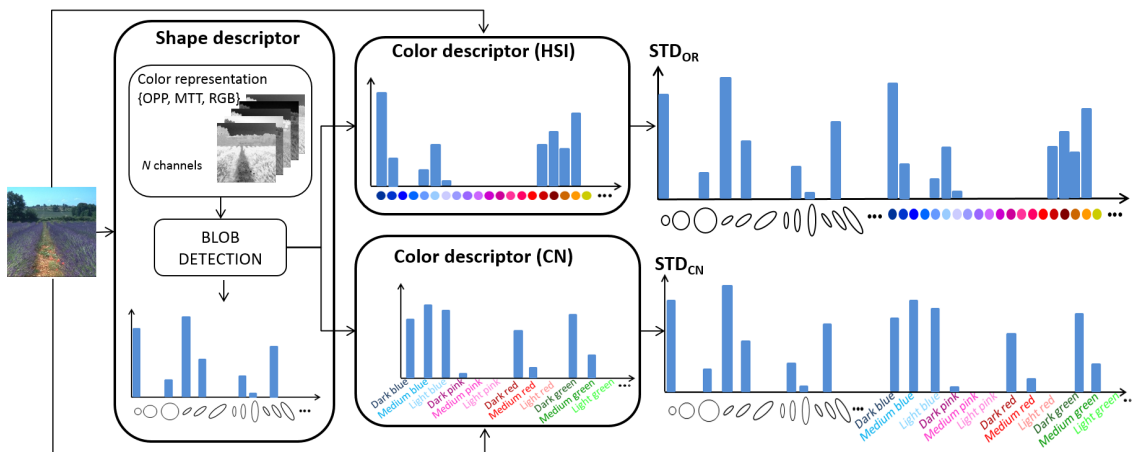 Shape descriptor
Color representation
{OPP, MTT, RGB}
N channels
BLOB
DETECTION
...
Color descriptor (HSI)
...
Color descriptor (CN)
Dark blue
Medium blue
Light blue
Dark pink
Medium pink
Light pink
Dark red
Medium red
Light red
Dark green
Medium green
Light green
...
STDOR
...
...
STDCN
...
Dark blue
Medium blue
Light blue
Dark pink
Medium pink
Light pink
Dark red
Medium red
Light red
Dark green
Medium green
Light green
...